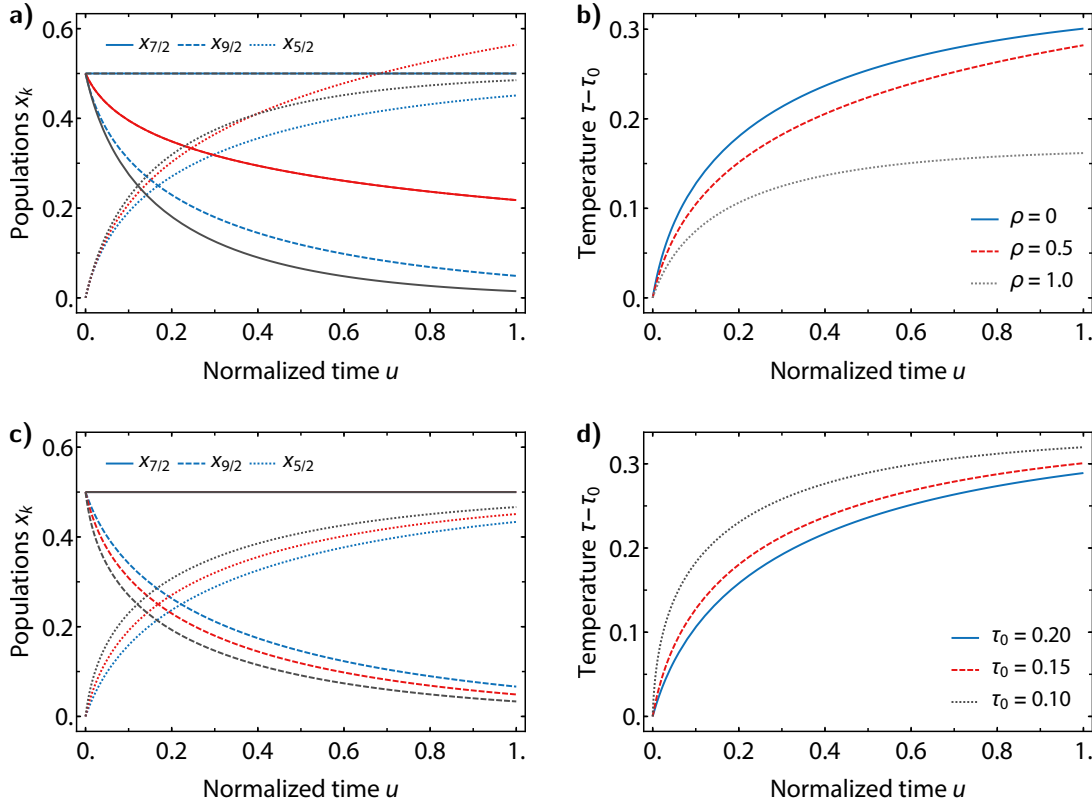 a)
x7/2 x9/2 x5/2
Populations xk
0.6
0.4
0.2
0.
0. 0.2 0.4 0.6 0.8 1.
Normalized time u
b)
Temperature τ−τ0
0.3
0.2
0.1
0.
ρ = 0
ρ = 0.5
ρ = 1.0
0. 0.2 0.4 0.6 0.8 1.
Normalized time u
c)
x7/2 x9/2 x5/2
Populations xk
0.6
0.4
0.2
0.
0. 0.2 0.4 0.6 0.8 1.
Normalized time u
d)
Temperature τ−τ0
0.3
0.2
0.1
0.
τ0 = 0.20
τ0 = 0.15
τ0 = 0.10
0. 0.2 0.4 0.6 0.8 1.
Normalized time u